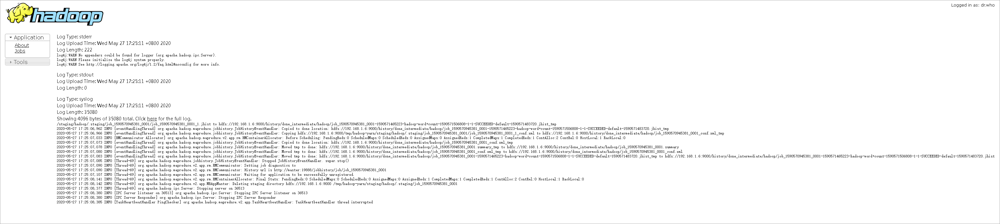 hadoop
Logged in as: dr.who
Application
About
Jobs
Tools
Log Type: stderr
Log Upload Time: Wed May 27 17:25:11 +0800 2020
Log Length: 222
log4j:WARN No appenders could be found for logger (org.apache.hadoop.ipc.Server).
log4j:WARN Please initialize the log4j system properly.
log4j:WARN See http://logging.apache.org/log4j/1.2/faq.html#noconfig for more info.
Log Type: stdout
Log Upload Time: Wed May 27 17:25:11 +0800 2020
Log Length: 0
Log Type: syslog
Log Upload Time: Wed May 27 17:25:11 +0800 2020
Log Length: 35080
Showing 4096 bytes of 35080 total. Click here for the full log.
/staging/hadoop/.staging/job_1590570945381_0001/job_1590570945381_0001_1.jhist to hdfs://192.168.1.6:9000/history/done_intermediate/hadoop/job_1590570945381_0001-1590571465223-hadoop-word+count-1590571506808-1-1-SUCCEEDED-default-1590571483720.jhist_tmp
2020-05-27 17:25:06,962 INFO [eventHandlingThread] org.apache.hadoop.mapreduce.jobhistory.JobHistoryEventHandler: Copied to done location: hdfs://192.168.1.6:9000/history/done_intermediate/hadoop/job_1590570945381_0001-1590571465223-hadoop-word+count-1590571506808-1-1-SUCCEEDED-default-1590571483720.jhist_tmp
2020-05-27 17:25:06,966 INFO [eventHandlingThread] org.apache.hadoop.mapreduce.jobhistory.JobHistoryEventHandler: Copying hdfs://192.168.1.6:9000/tmp/hadoop-yarn/staging/hadoop/.staging/job_1590570945381_0001/job_1590570945381_0001_1_conf.xml to hdfs://192.168.1.6:9000/history/done_intermediate/hadoop/job_1590570945381_0001_conf.xml_tmp
2020-05-27 17:25:07,033 INFO [RMCommunicator Allocator] org.apache.hadoop.mapreduce.v2.app.rm.RMContainerAllocator: Before Scheduling: PendingReds:0 ScheduledMaps:0 ScheduledReds:0 AssignedMaps:0 AssignedReds:1 CompletedMaps:1 CompletedReds:1 ContAlloc:2 ContRel:0 HostLocal:1 RackLocal:0
2020-05-27 17:25:07,073 INFO [eventHandlingThread] org.apache.hadoop.mapreduce.jobhistory.JobHistoryEventHandler: Copied to done location: hdfs://192.168.1.6:9000/history/done_intermediate/hadoop/job_1590570945381_0001_conf.xml_tmp
2020-05-27 17:25:07,078 INFO [eventHandlingThread] org.apache.hadoop.mapreduce.jobhistory.JobHistoryEventHandler: Moved tmp to done: hdfs://192.168.1.6:9000/history/done_intermediate/hadoop/job_1590570945381_0001.summary_tmp to hdfs://192.168.1.6:9000/history/done_intermediate/hadoop/job_1590570945381_0001.summary
2020-05-27 17:25:07,080 INFO [eventHandlingThread] org.apache.hadoop.mapreduce.jobhistory.JobHistoryEventHandler: Moved tmp to done: hdfs://192.168.1.6:9000/history/done_intermediate/hadoop/job_1590570945381_0001_conf.xml_tmp to hdfs://192.168.1.6:9000/history/done_intermediate/hadoop/job_1590570945381_0001_conf.xml
2020-05-27 17:25:07,083 INFO [eventHandlingThread] org.apache.hadoop.mapreduce.jobhistory.JobHistoryEventHandler: Moved tmp to done: hdfs://192.168.1.6:9000/history/done_intermediate/hadoop/job_1590570945381_0001-1590571465223-hadoop-word+count-1590571506808-1-1-SUCCEEDED-default-1590571483720.jhist_tmp to hdfs://192.168.1.6:9000/history/done_intermediate/hadoop/job_1590570945381_0001-1590571465223-hadoop-word+count-1590571506808-1-1-SUCCEEDED-default-1590571483720.jhist
2020-05-27 17:25:07,085 INFO [Thread-69] org.apache.hadoop.mapreduce.jobhistory.JobHistoryEventHandler: Stopped JobHistoryEventHandler. super.stop()
2020-05-27 17:25:07,090 INFO [Thread-69] org.apache.hadoop.mapreduce.v2.app.rm.RMCommunicator: Setting job diagnostics to
2020-05-27 17:25:07,090 INFO [Thread-69] org.apache.hadoop.mapreduce.v2.app.rm.RMCommunicator: History url is http://master:19888/jobhistory/job/job_1590570945381_0001
2020-05-27 17:25:07,107 INFO [Thread-69] org.apache.hadoop.mapreduce.v2.app.rm.RMCommunicator: Waiting for application to be successfully unregistered.
2020-05-27 17:25:08,141 INFO [Thread-69] org.apache.hadoop.mapreduce.v2.app.rm.RMContainerAllocator: Final Stats: PendingReds:0 ScheduledMaps:0 ScheduledReds:0 AssignedMaps:0 AssignedReds:1 CompletedMaps:1 CompletedReds:1 ContAlloc:2 ContRel:0 HostLocal:1 RackLocal:0
2020-05-27 17:25:08,142 INFO [Thread-69] org.apache.hadoop.mapreduce.v2.app.MRAppMaster: Deleting staging directory hdfs://192.168.1.6:9000 /tmp/hadoop-yarn/staging/hadoop/.staging/job_1590570945381_0001
2020-05-27 17:25:08,377 INFO [Thread-69] org.apache.hadoop.ipc.Server: Stopping server on 36513
2020-05-27 17:25:08,380 INFO [IPC Server listener on 36513] org.apache.hadoop.ipc.Server: Stopping IPC Server listener on 36513
2020-05-27 17:25:08,380 INFO [IPC Server Responder] org.apache.hadoop.ipc.Server: Stopping IPC Server Responder
2020-05-27 17:25:08,385 INFO [TaskHeartbeatHandler PingChecker] org.apache.hadoop.mapreduce.v2.app.TaskHeartbeatHandler: TaskHeartbeatHandler thread interrupted